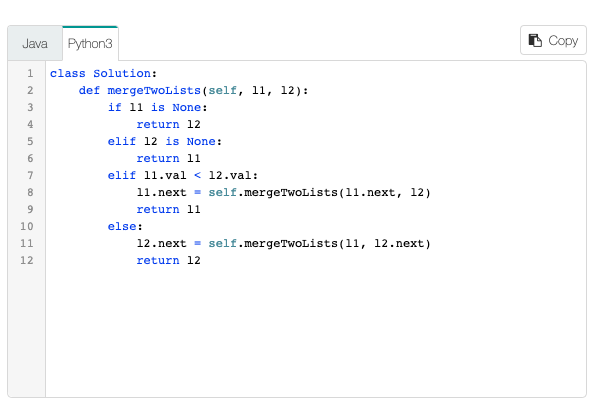 Java Python3 Copy
1 class Solution:
2     def mergeTwoLists(self, l1, l2):
3         if l1 is None:
4             return l2
5         elif l2 is None:
6             return l1
7         elif l1.val < l2.val:
8             l1.next = self.mergeTwoLists(l1.next, l2)
9             return l1
10         else:
11             l2.next = self.mergeTwoLists(l1, l2.next)
12             return l2